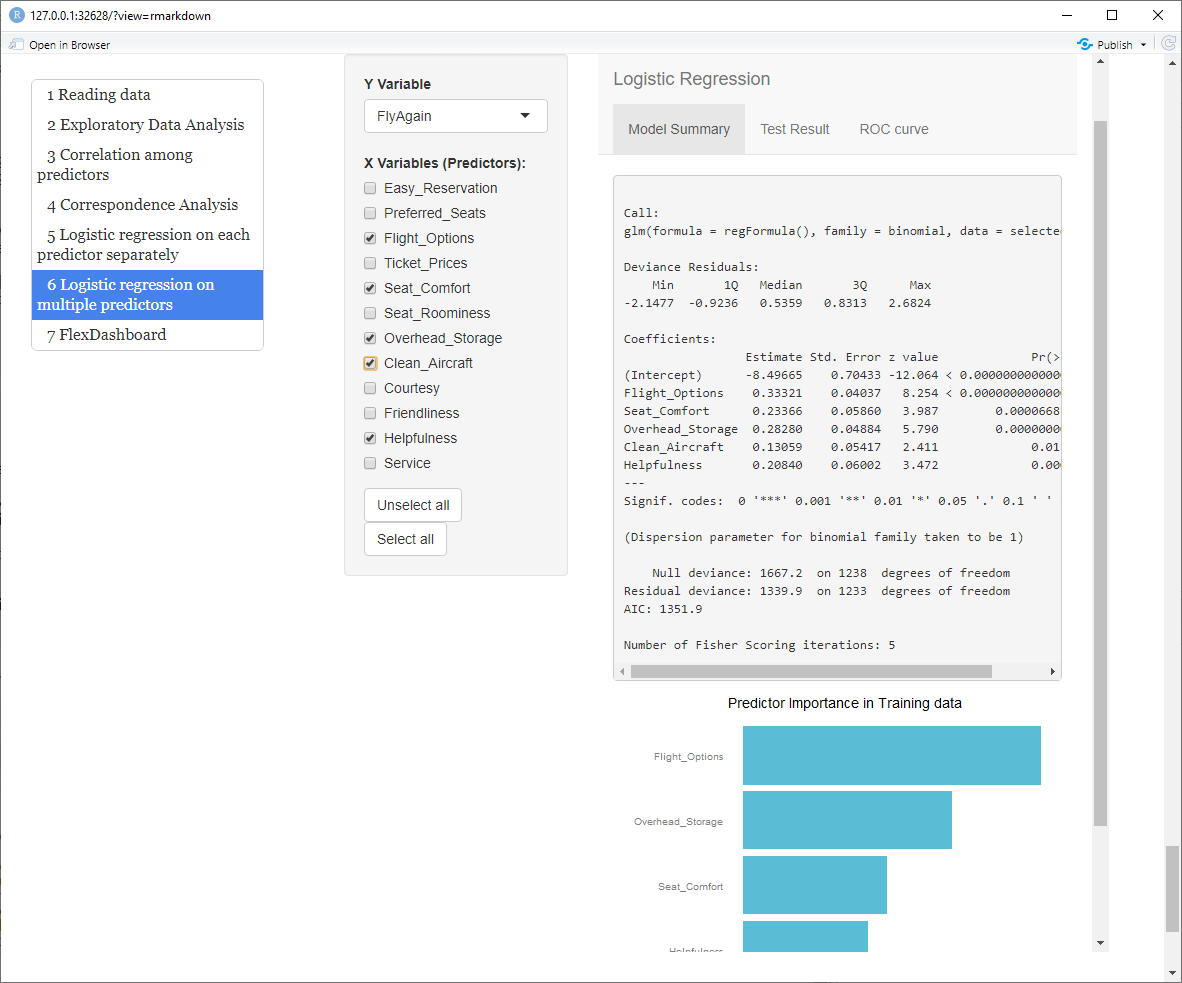 127.0.0.1:32628/?view=rmarkdown
Open in Browser
Publish
1 Reading data
2 Exploratory Data Analysis
3 Correlation among
predictors
4 Correspondence Analysis
5 Logistic regression on each
predictor separately
6 Logistic regression on
multiple predictors
7 FlexDashboard
Y Variable
FlyAgain
X Variables (Predictors):
Easy_Reservation
Preferred_Seats
Flight_Options
Ticket_Prices
Seat_Comfort
Seat_Roominess
Overhead_Storage
Clean_Aircraft
Courtesy
Friendliness
Helpfulness
Service
Unselect all
Select all
Logistic Regression
Model Summary Test Result ROC curve
Call:
glm(formula = regFormula(), family = binomial, data = selecte
Deviance Residuals:
Min 1Q Median 3Q Max
-2.1477 -0.9236 0.5359 0.8313 2.6824
Coefficients:
Estimate Std. Error z value Pr(>
(Intercept) -8.49665 0.70433 -12.064 < 0.000000000000
Flight_Options 0.33321 0.04037 8.254 < 0.000000000000
Seat_Comfort 0.23366 0.05860 3.987 0.0000668
Overhead_Storage 0.28280 0.04884 5.790 0.0000000
Clean_Aircraft 0.13059 0.05417 2.411 0.01
Helpfulness 0.20840 0.06002 3.472 0.00
---
Signif. codes: 0 '***' 0.001 '**' 0.01 '*' 0.05 '.' 0.1 ' '
(Dispersion parameter for binomial family taken to be 1)
Null deviance: 1667.2 on 1238 degrees of freedom
Residual deviance: 1339.9 on 1233 degrees of freedom
AIC: 1351.9
Number of Fisher Scoring iterations: 5
Predictor Importance in Training data
Flight_Options
Overhead_Storage
Seat_Comfort
Helpfulness